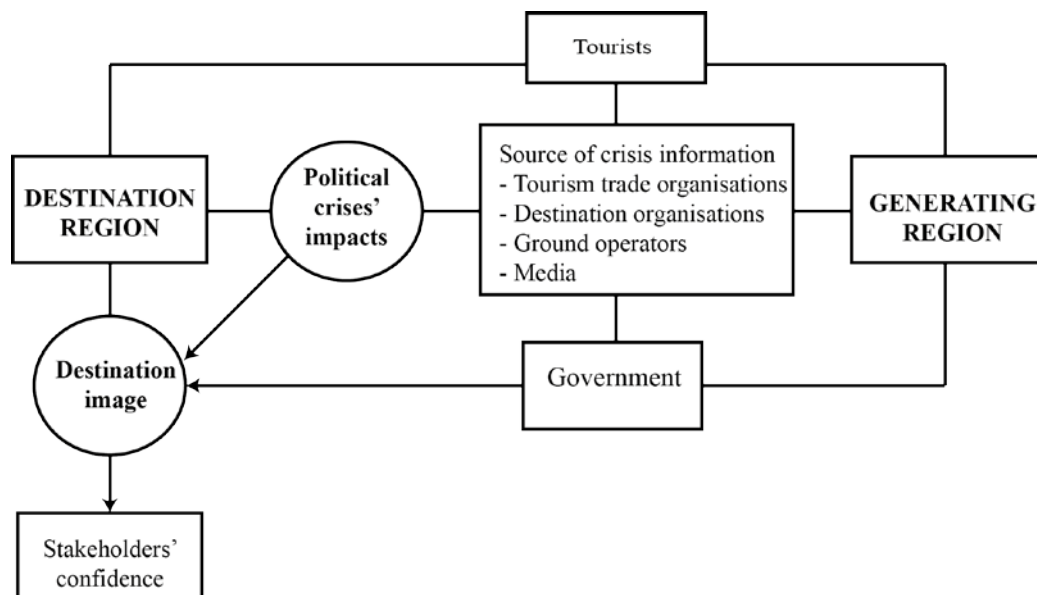 Tourists
DESTINATION
REGION
Political
crises’
impacts
Source of crisis information
- Tourism trade organisations
- Destination organisations
- Ground operators
- Media
GENERATING
REGION
Destination
image
Government
Stakeholders’
confidence